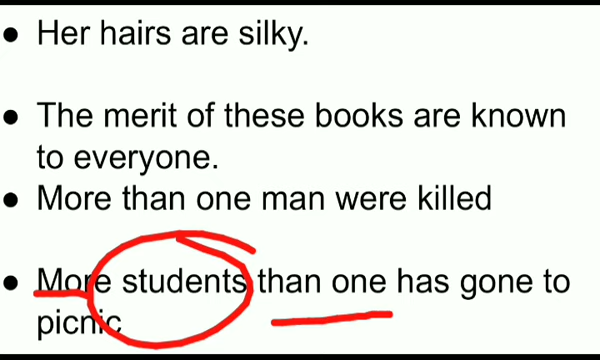 ● Her hairs are silky.
● The merit of these books are known
to everyone.
● More than one man were killed
● More students than one has gone to
picnic